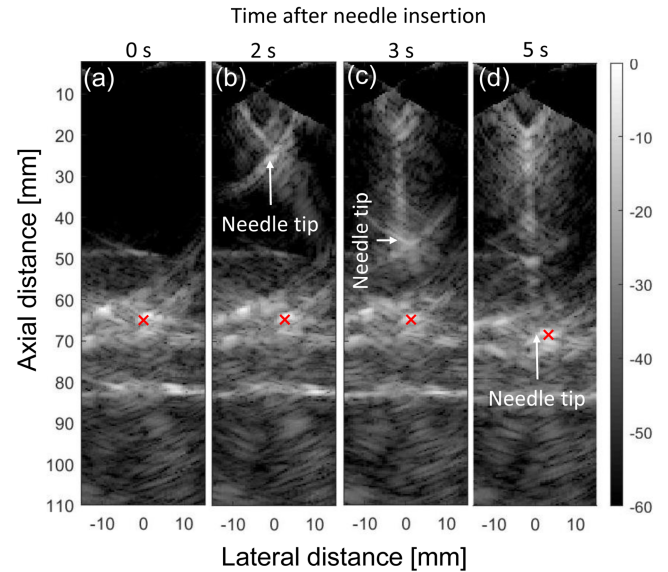 Time after needle insertion
0 s 2 s 3 s 5 s
(a) (b) (c) (d)
Axial distance [mm]
10
20
30
40
50
60
70
80
90
100
110
Needle tip
Needle tip
Needle tip
0
-10
-20
-30
-40
-50
-60
-10 0 10 -10 0 10 -10 0 10 -10 0 10
Lateral distance [mm]